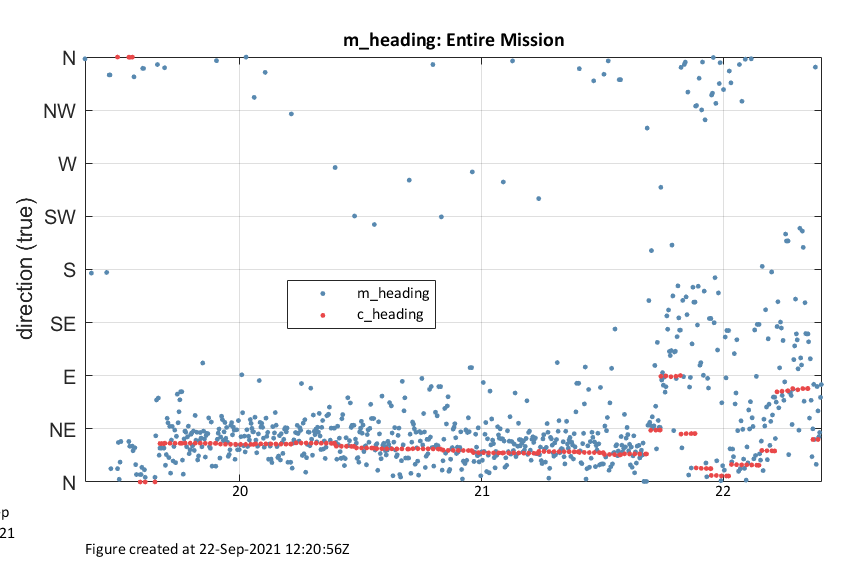 m_heading: Entire Mission
direction (true)
N
NW
W
SW
S
SE
E
NE
N
m_heading
c_heading
20
21
22
p
21
Figure created at 22-Sep-2021 12:20:56Z